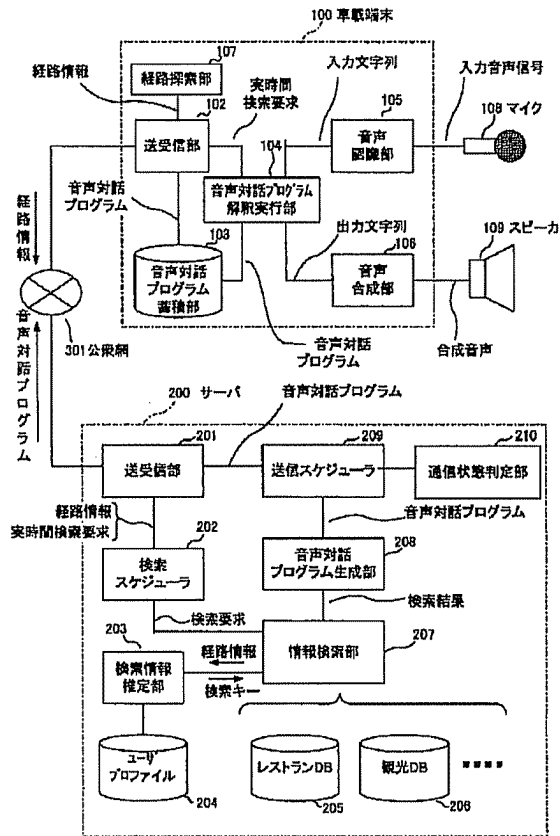 100 車載端末
107
経路探索部
経路情報
102
送受信部
実時間
検索要求
入力文字列
105
音声
認識部
入力音声信号
108 マイク
104
音声対話プログラム
解釈実行部
音声対話
プログラム
経路情報
103
音声対話
プログラム
蓄積部
出力文字列
106
音声
合成部
109 スピーカ
合成音声
音声対話
プログラム
301公衆網
音声対話プログラム
200 サーバ
音声対話プログラム
201
送受信部
209
送信スケジューラ
210
通信状態判定部
経路情報
実時間検索要求
202
検索
スケジューラ
音声対話プログラム
208
音声対話
プログラム生成部
検索要求
検索結果
203
検索情報
推定部
経路情報
検索キー
情報検索部
207
ユーザ
プロファイル
204
レストランDB
205
観光DB
206